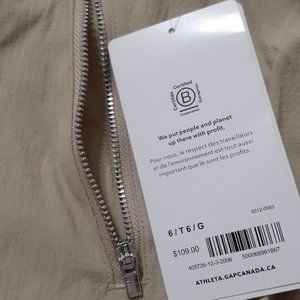 Certified
Certifiée
B
Corporation
Entreprise
We put people and planet
up there with profit.
Pour nous, le respect des travailleurs
et de l'environnement est tout aussi
important que le sont les profits.
5512-0083
6/T6/G
$109.00
405726-12-3-2006
500068961867
ATHLETA.GAPCANADA.CA